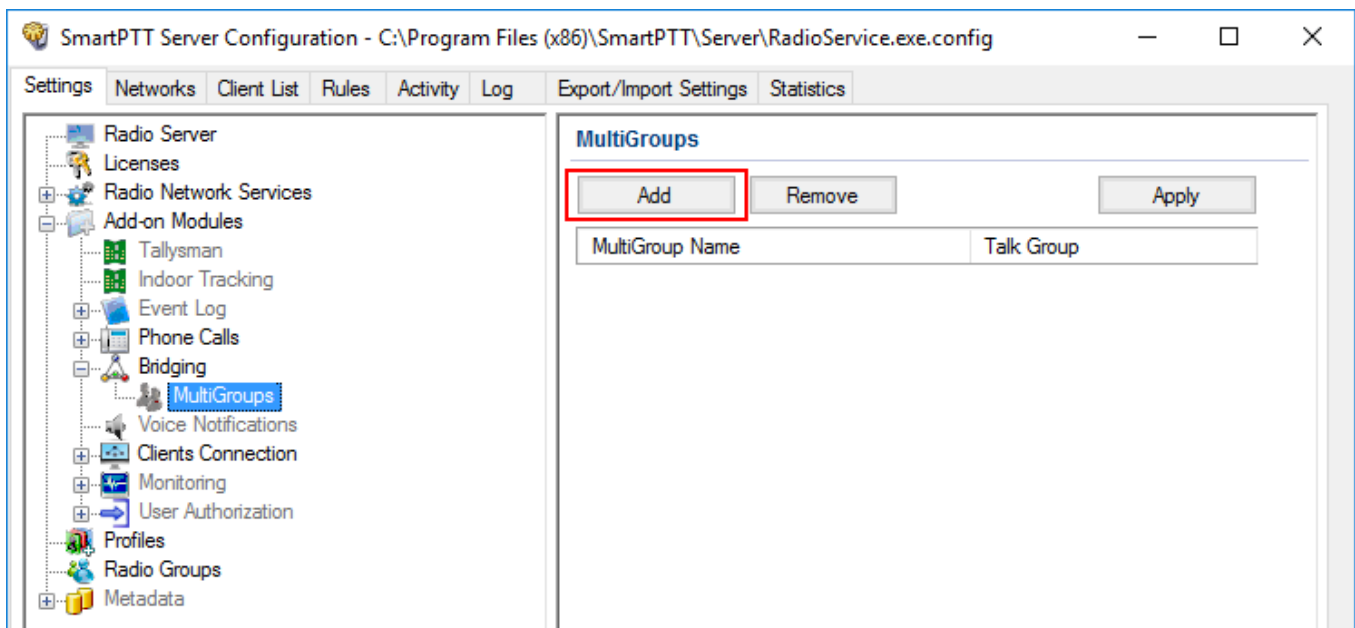 SmartPTT Server Configuration - C:\Program Files (x86)\SmartPTT\Server\RadioService.exe.config
Settings Networks Client List Rules Activity Log Export/Import Settings Statistics
Radio Server
Licenses
Radio Network Services
Add-on Modules
Tallysman
Indoor Tracking
Event Log
Phone Calls
Bridging
MultiGroups
Voice Notifications
Clients Connection
Monitoring
User Authorization
Profiles
Radio Groups
Metadata
MultiGroups
Add Remove Apply
MultiGroup Name Talk Group